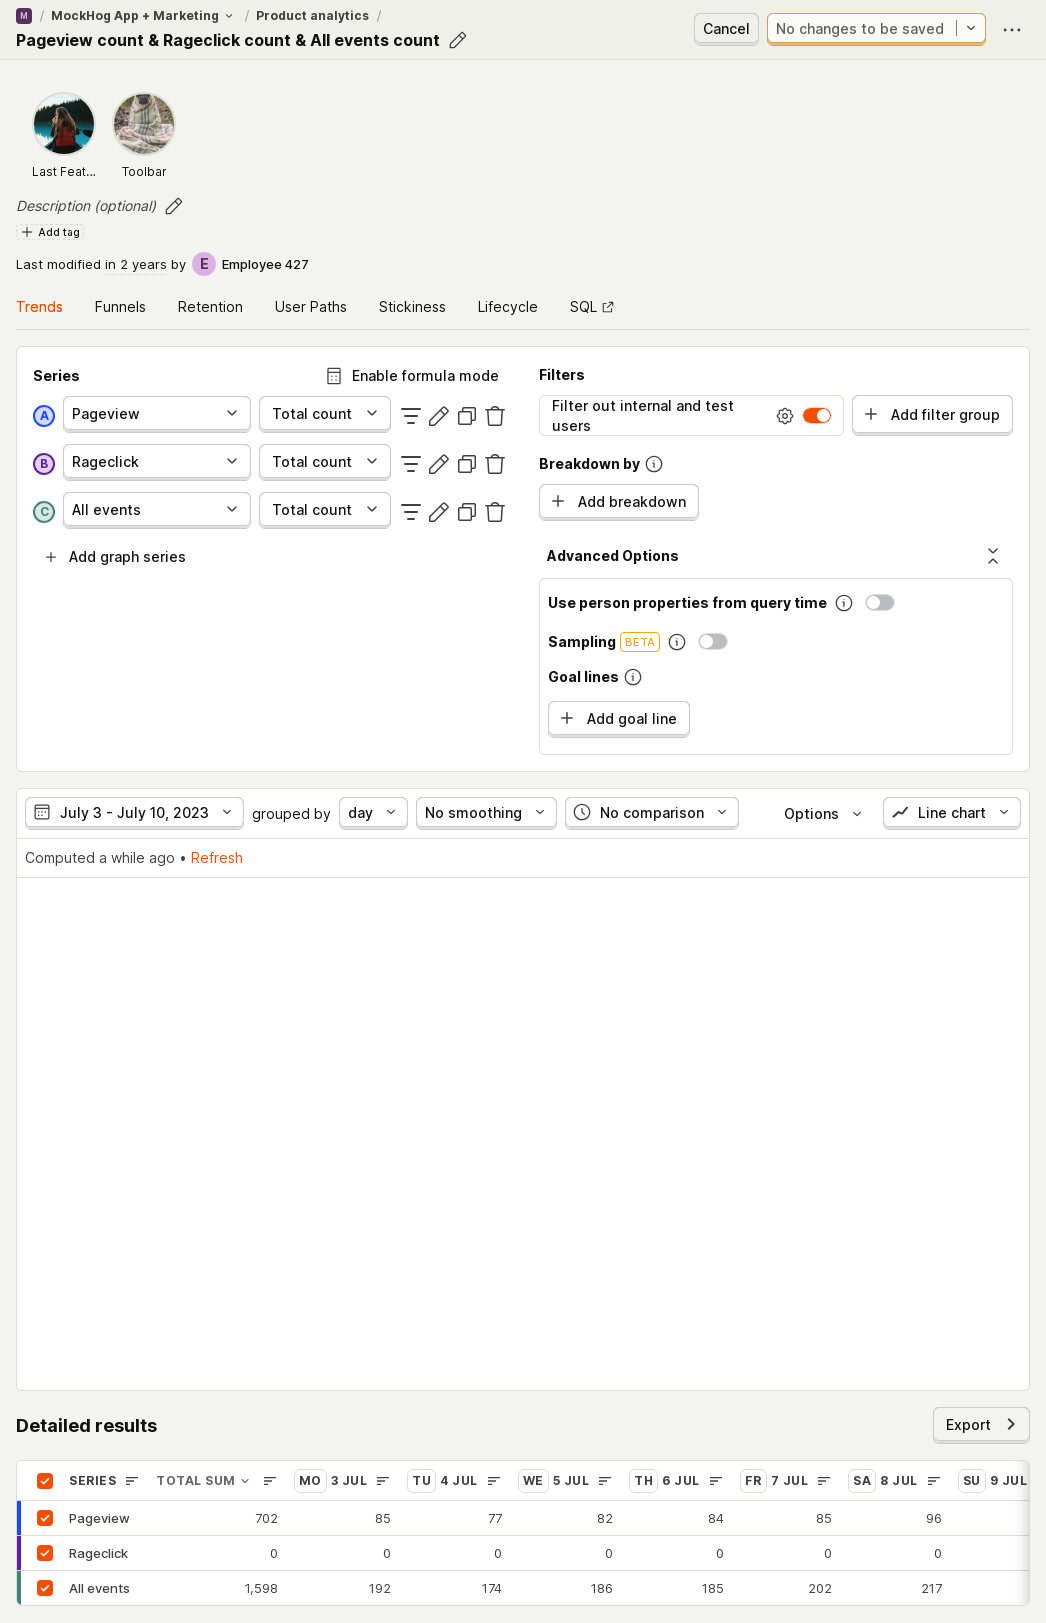 M / MockHog App + Marketing / Product analytics /
Pageview count & Rageclick count & All events count
Cancel
No changes to be saved
Last Feat...
Toolbar
Description (optional)
Add tag
Last modified in 2 years by E Employee 427
Trends Funnels Retention User Paths Stickiness Lifecycle SQL
Series
Enable formula mode
A Pageview Total count
B Rageclick Total count
C All events Total count
Add graph series
Filters
Filter out internal and test users
Add filter group
Breakdown by
Add breakdown
Advanced Options
Use person properties from query time
Sampling BETA
Goal lines
Add goal line
July 3 - July 10, 2023 grouped by day No smoothing No comparison Options Line chart
Computed a while ago • Refresh
Detailed results
Export
SERIES TOTAL SUM MO 3 JUL TU 4 JUL WE 5 JUL TH 6 JUL FR 7 JUL SA 8 JUL SU 9 JUL
Pageview 702 85 77 82 84 85 96
Rageclick 0 0 0 0 0 0 0
All events 1,598 192 174 186 185 202 217